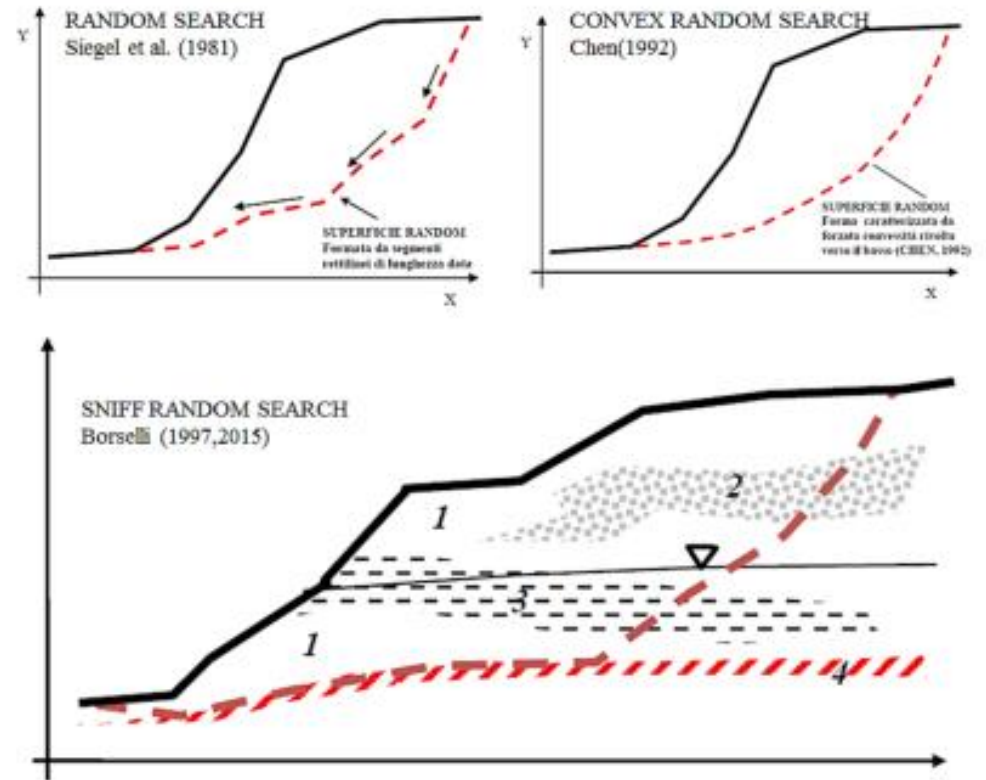 RANDOM SEARCH
Siegel et al. (1981)
Y
SUPERFICIE RANDOM
Formata da segmenti
rettilinei di lunghezza data
X
CONVEX RANDOM SEARCH
Chen(1992)
Y
SUPERFICIE RANDOM
Forma caratterizzata da
forzata convessità rivolta
verso il basso (CHEN, 1992)
X
SNIFF RANDOM SEARCH
Borselli (1997,2015)
2
1
3
1
4